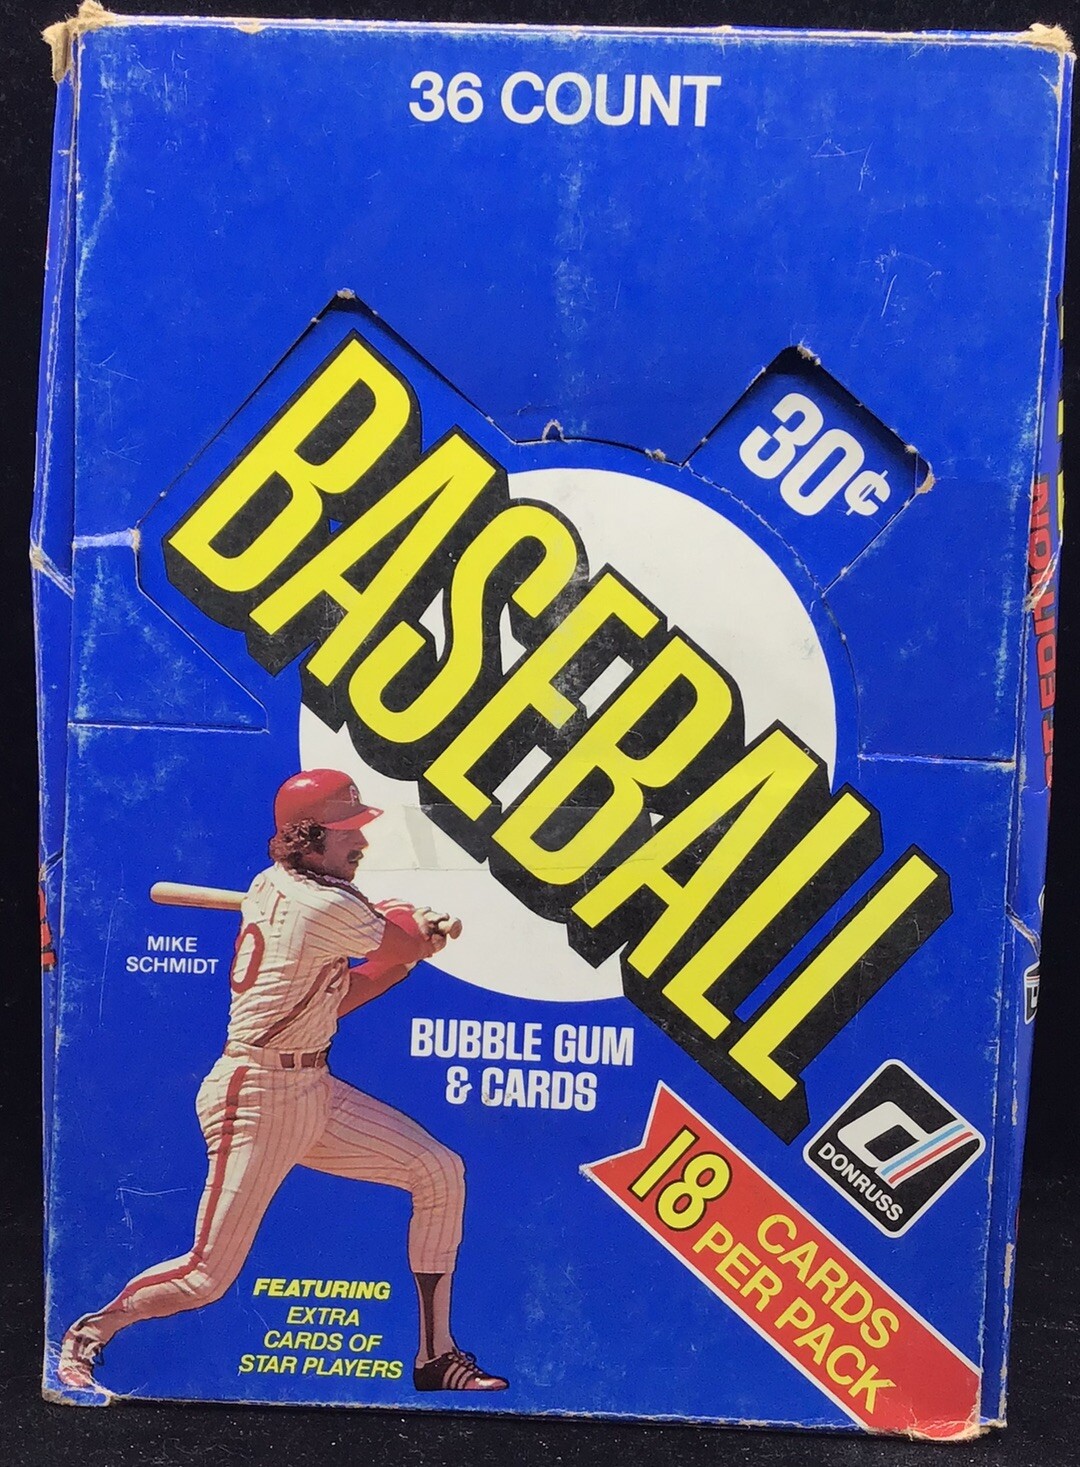 36 COUNT
30¢
BASEBALL
MIKE
SCHMIDT
BUBBLE GUM
& CARDS
DONRUSS
18 CARDS
PER PACK
FEATURING
EXTRA
CARDS OF
STAR PLAYERS
EDITION